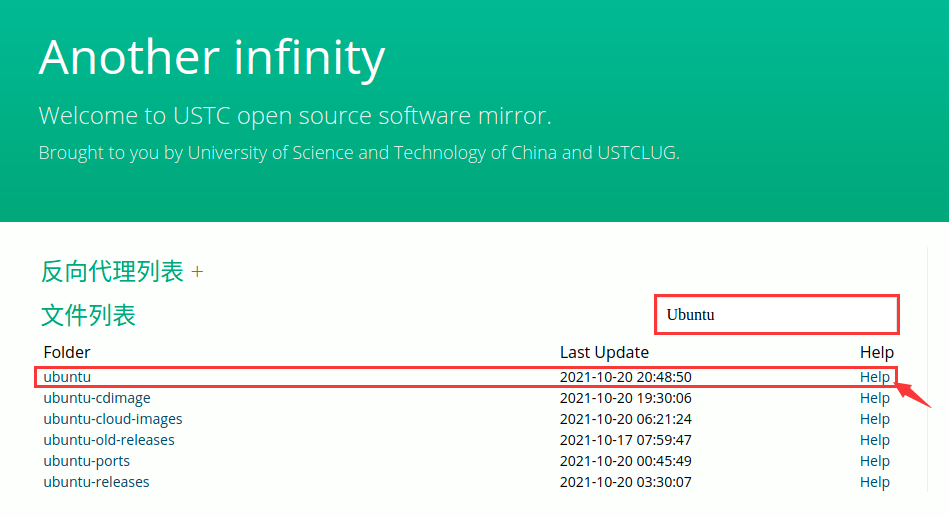 Another infinity
Welcome to USTC open source software mirror.
Brought to you by University of Science and Technology of China and USTCLUG.
反向代理列表 +
文件列表
Ubuntu
Folder Last Update Help
ubuntu 2021-10-20 20:48:50 Help
ubuntu-cdimage 2021-10-20 19:30:06 Help
ubuntu-cloud-images 2021-10-20 06:21:24 Help
ubuntu-old-releases 2021-10-17 07:59:47 Help
ubuntu-ports 2021-10-20 00:45:49 Help
ubuntu-releases 2021-10-20 03:30:07 Help